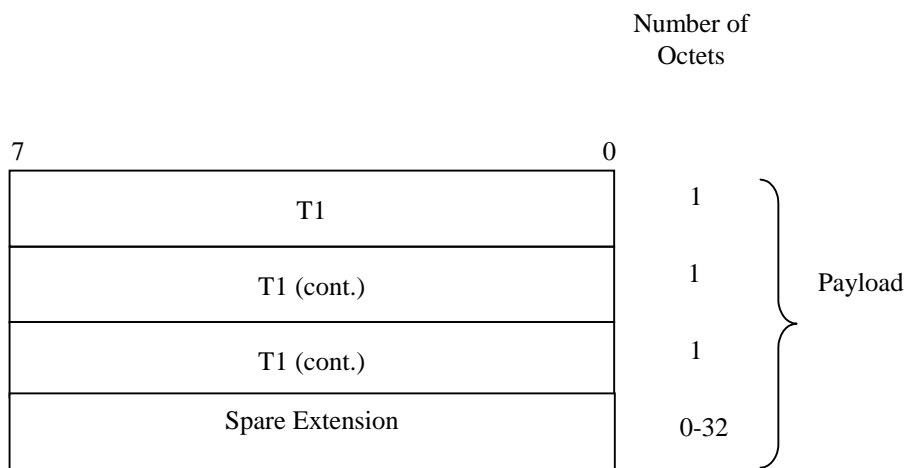 Number of
Octets
7 0
T1 1
T1 (cont.) 1
Payload
T1 (cont.) 1
Spare Extension 0-32